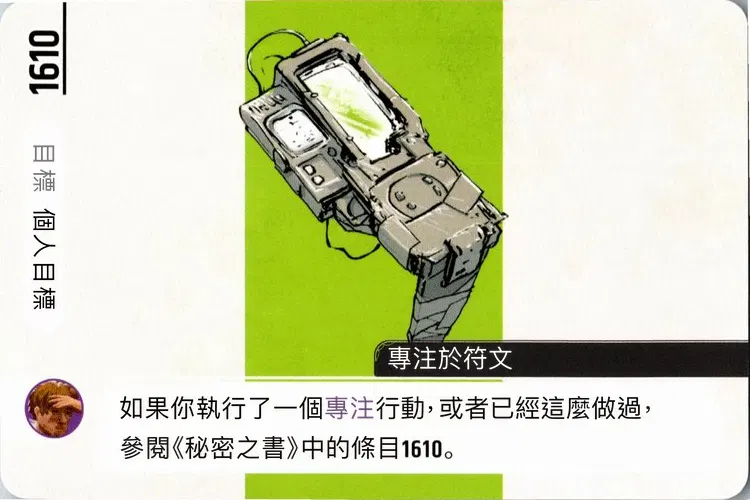 1610
目標 個人目標
專注於符文
如果你執行了一個專注行動，或者已經這麼做過，
參閱《秘密之書》中的條目1610。